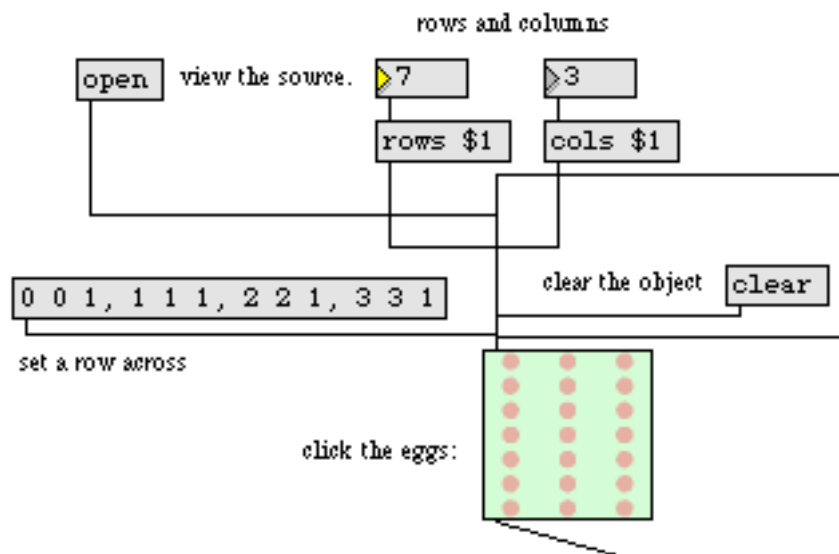 rows and columns
open
view the source.
7
3
rows $1
cols $1
0 0 1, 1 1 1, 2 2 1, 3 3 1
clear the object
clear
set a row across
click the eggs: